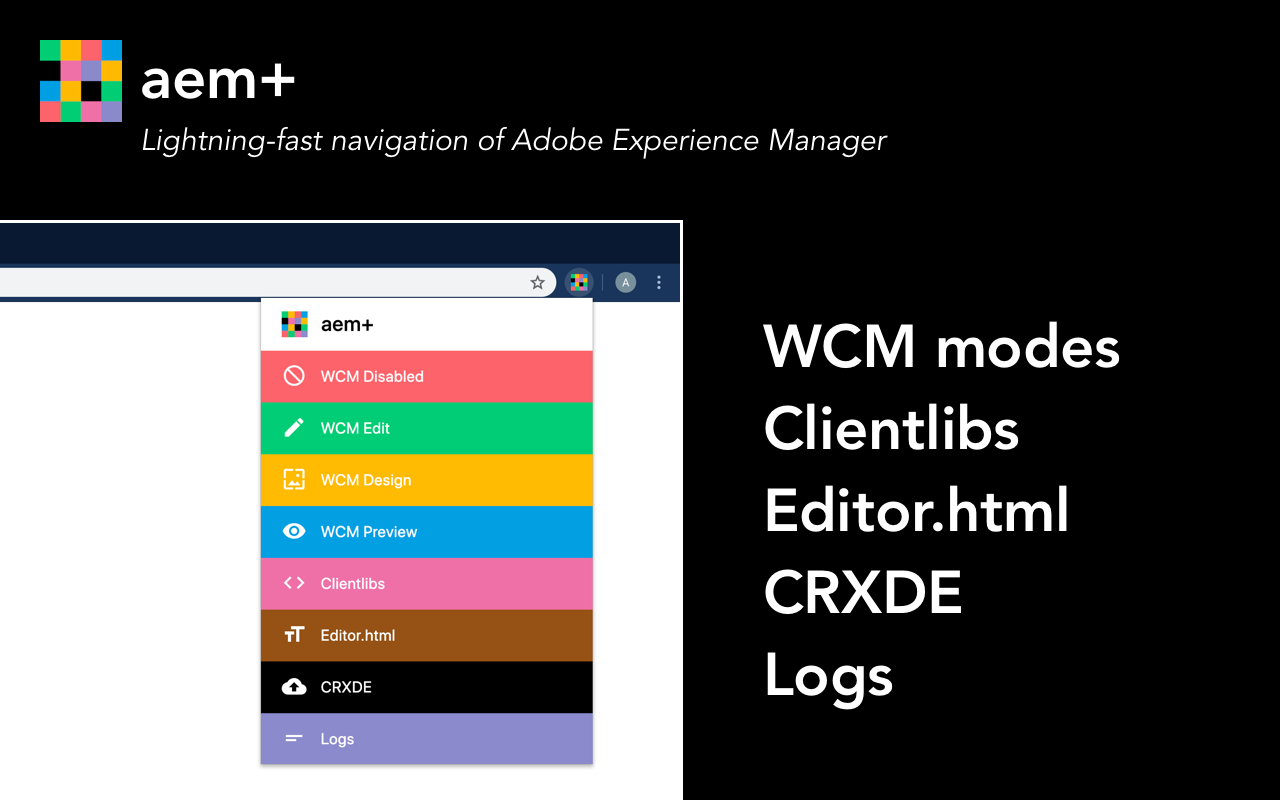 aem+
Lightning-fast navigation of Adobe Experience Manager
A
aem+
WCM Disabled
WCM Edit
WCM Design
WCM Preview
Clientlibs
Editor.html
CRXDE
Logs
WCM modes
Clientlibs
Editor.html
CRXDE
Logs